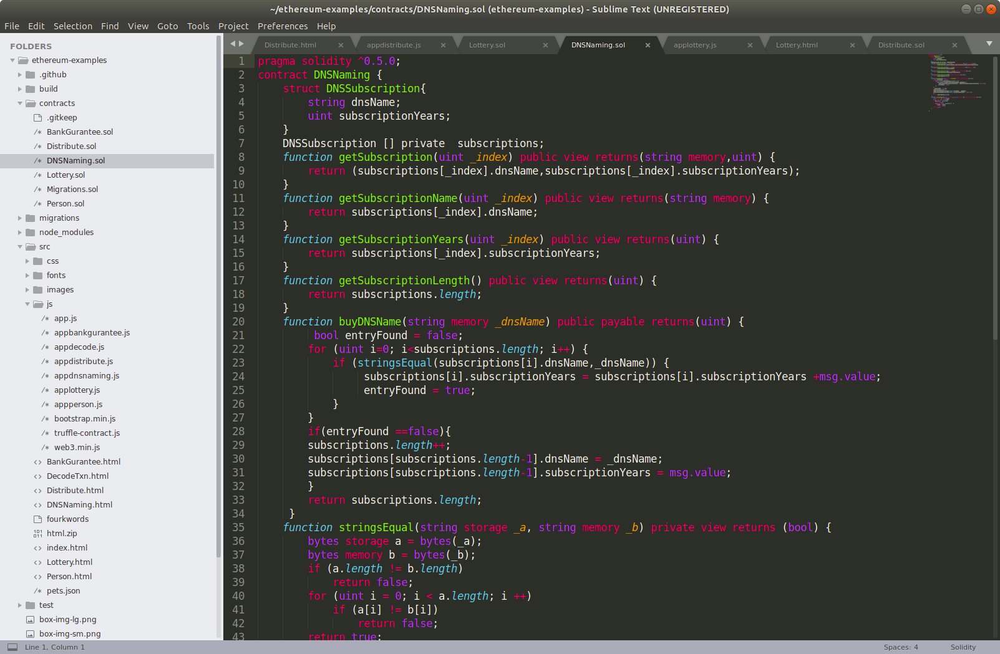 ~/ethereum-examples/contracts/DNSNaming.sol (ethereum-examples) - Sublime Text (UNREGISTERED)
File Edit Selection Find View Goto Tools Project Preferences Help
FOLDERS
ethereum-examples
.github
build
contracts
.gitkeep
/* BankGurantee.sol
/* Distribute.sol
/* DNSNaming.sol
/* Lottery.sol
/* Migrations.sol
/* Person.sol
migrations
node_modules
src
css
fonts
images
js
/* app.js
/* appbankgurantee.js
/* appdecode.js
/* appdistribute.js
/* appdnsnaming.js
/* applottery.js
/* appperson.js
/* bootstrap.min.js
/* truffle-contract.js
/* web3.min.js
<> BankGurantee.html
<> DecodeTxn.html
<> Distribute.html
<> DNSNaming.html
fourkwords
html.zip
<> index.html
<> Lottery.html
<> Person.html
/* pets.json
test
box-img-lg.png
box-img-sm.png
Distribute.html × appdistribute.js × Lottery.sol × DNSNaming.sol × applottery.js × Lottery.html × Distribute.sol ×
1 pragma solidity ^0.5.0;
2 contract DNSNaming {
3     struct DNSSubscription{
4         string dnsName;
5         uint subscriptionYears;
6     }
7     DNSSubscription [] private  subscriptions;
8     function getSubscription(uint _index) public view returns(string memory,uint) {
9         return (subscriptions[_index].dnsName,subscriptions[_index].subscriptionYears);
10     }
11     function getSubscriptionName(uint _index) public view returns(string memory) {
12         return subscriptions[_index].dnsName;
13     }
14     function getSubscriptionYears(uint _index) public view returns(uint) {
15         return subscriptions[_index].subscriptionYears;
16     }
17     function getSubscriptionLength() public view returns(uint) {
18         return subscriptions.length;
19     }
20     function buyDNSName(string memory _dnsName) public payable returns(uint) {
21          bool entryFound = false;
22         for (uint i=0; i<subscriptions.length; i++) {
23             if (stringsEqual(subscriptions[i].dnsName,_dnsName)) {
24                  subscriptions[i].subscriptionYears = subscriptions[i].subscriptionYears +msg.value;
25                  entryFound = true;
26             }
27         }
28         if(entryFound ==false){
29         subscriptions.length++;
30         subscriptions[subscriptions.length-1].dnsName = _dnsName;
31         subscriptions[subscriptions.length-1].subscriptionYears = msg.value;
32         }
33         return subscriptions.length;
34      }
35     function stringsEqual(string storage _a, string memory _b) private view returns (bool) {
36         bytes storage a = bytes(_a);
37         bytes memory b = bytes(_b);
38         if (a.length != b.length)
39             return false;
40         for (uint i = 0; i < a.length; i ++)
41             if (a[i] != b[i])
42                 return false;
43         return true;
Line 1, Column 1 Spaces: 4 Solidity